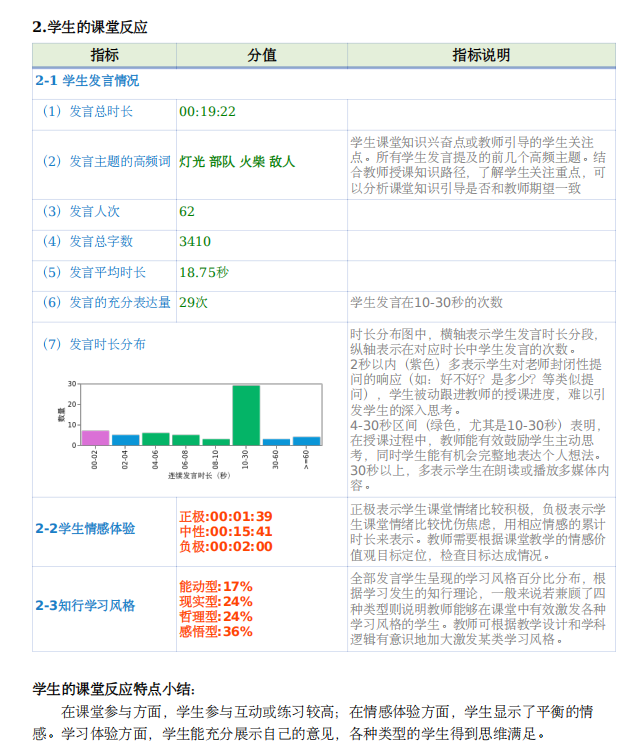 2.学生的课堂反应
指标 分值 指标说明
2-1 学生发言情况
（1）发言总时长 00:19:22
（2）发言主题的高频词 灯光 部队 火柴 敌人
学生课堂知识兴奋点或教师引导的学生关注
点。所有学生发言提及的前几个高频主题。结
合教师授课知识路径，了解学生关注重点，可
以分析课堂知识引导是否和教师期望一致
（3）发言人次 62
（4）发言总字数 3410
（5）发言平均时长 18.75秒
（6）发言的充分表达量 29次 学生发言在10-30秒的次数
（7）发言时长分布
数量
30
20
10
0
00-02 02-04 04-06 06-08 08-10 10-30 30-60 >=60
连续发言时长（秒）
时长分布图中，横轴表示学生发言时长分段，
纵轴表示在对应时长中学生发言的次数。
2秒以内（紫色）多表示学生对老师封闭性提
问的响应（如：好不好？是多少？等类似提
问），学生被动跟进教师的授课进度，难以引
发学生的深入思考。
4-30秒区间（绿色，尤其是10-30秒）表明，
在授课过程中，教师能有效鼓励学生主动思
考，同时学生能有机会完整地表达个人想法。
30秒以上，多表示学生在朗读或播放多媒体内
容。
2-2学生情感体验
正极:00:01:39
中性:00:15:41
负极:00:02:00
正极表示学生课堂情绪比较积极，负极表示学
生课堂情绪比较忧伤焦虑，用相应情感的累计
时长来表示。教师需要根据课堂教学的情感价
值观目标定位，检查目标达成情况。
2-3知行学习风格
能动型:17%
现实型:24%
哲理型:24%
感悟型:36%
全部发言学生呈现的学习风格百分比分布，根
据学习发生的知行理论，一般来说若兼顾了四
种类型则说明教师能够在课堂中有效激发各种
学习风格的学生。教师可根据教学设计和学科
逻辑有意识地加大激发某类学习风格。
学生的课堂反应特点小结:
在课堂参与方面，学生参与互动或练习较高；在情感体验方面，学生显示了平衡的情
感。学习体验方面，学生能充分展示自己的意见，各种类型的学生得到思维满足。